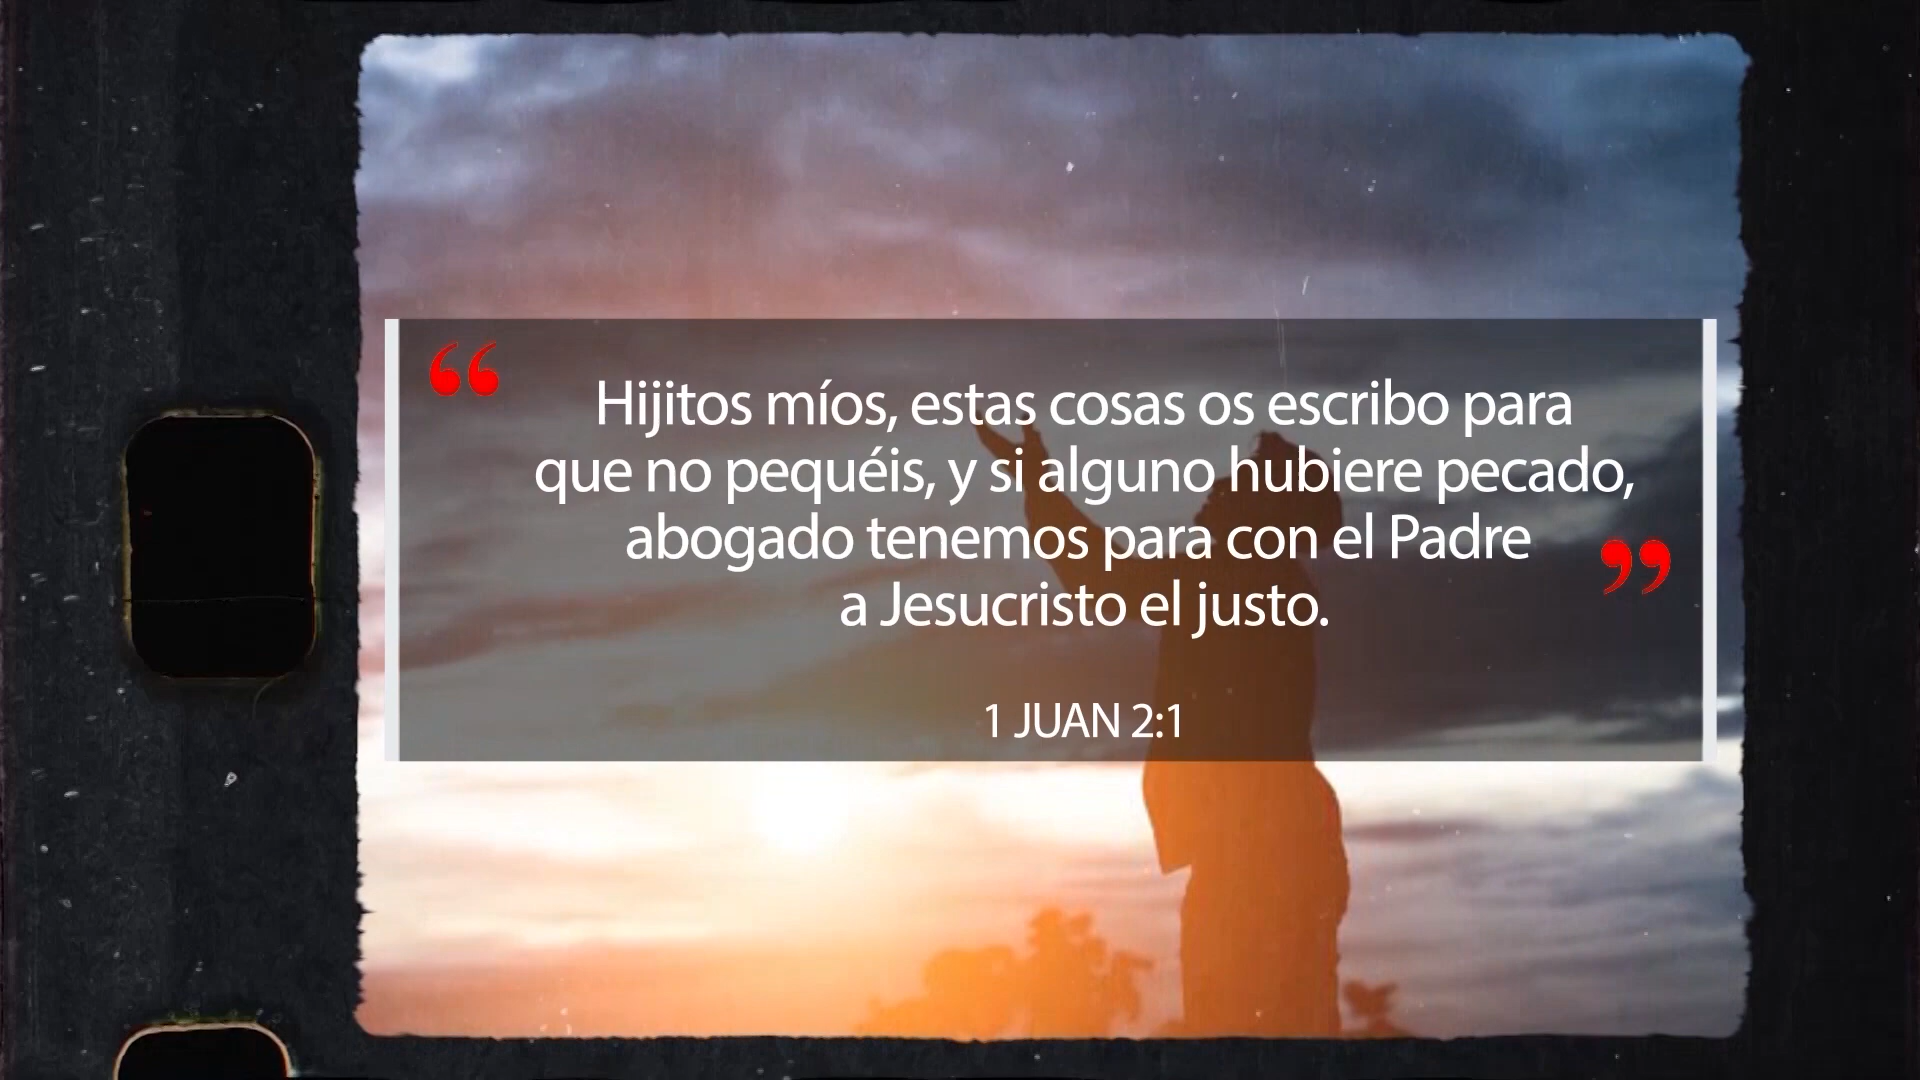 “ Hijitos míos, estas cosas os escribo para
que no pequéis, y si alguno hubiere pecado,
abogado tenemos para con el Padre
a Jesucristo el justo. ”
1 JUAN 2:1